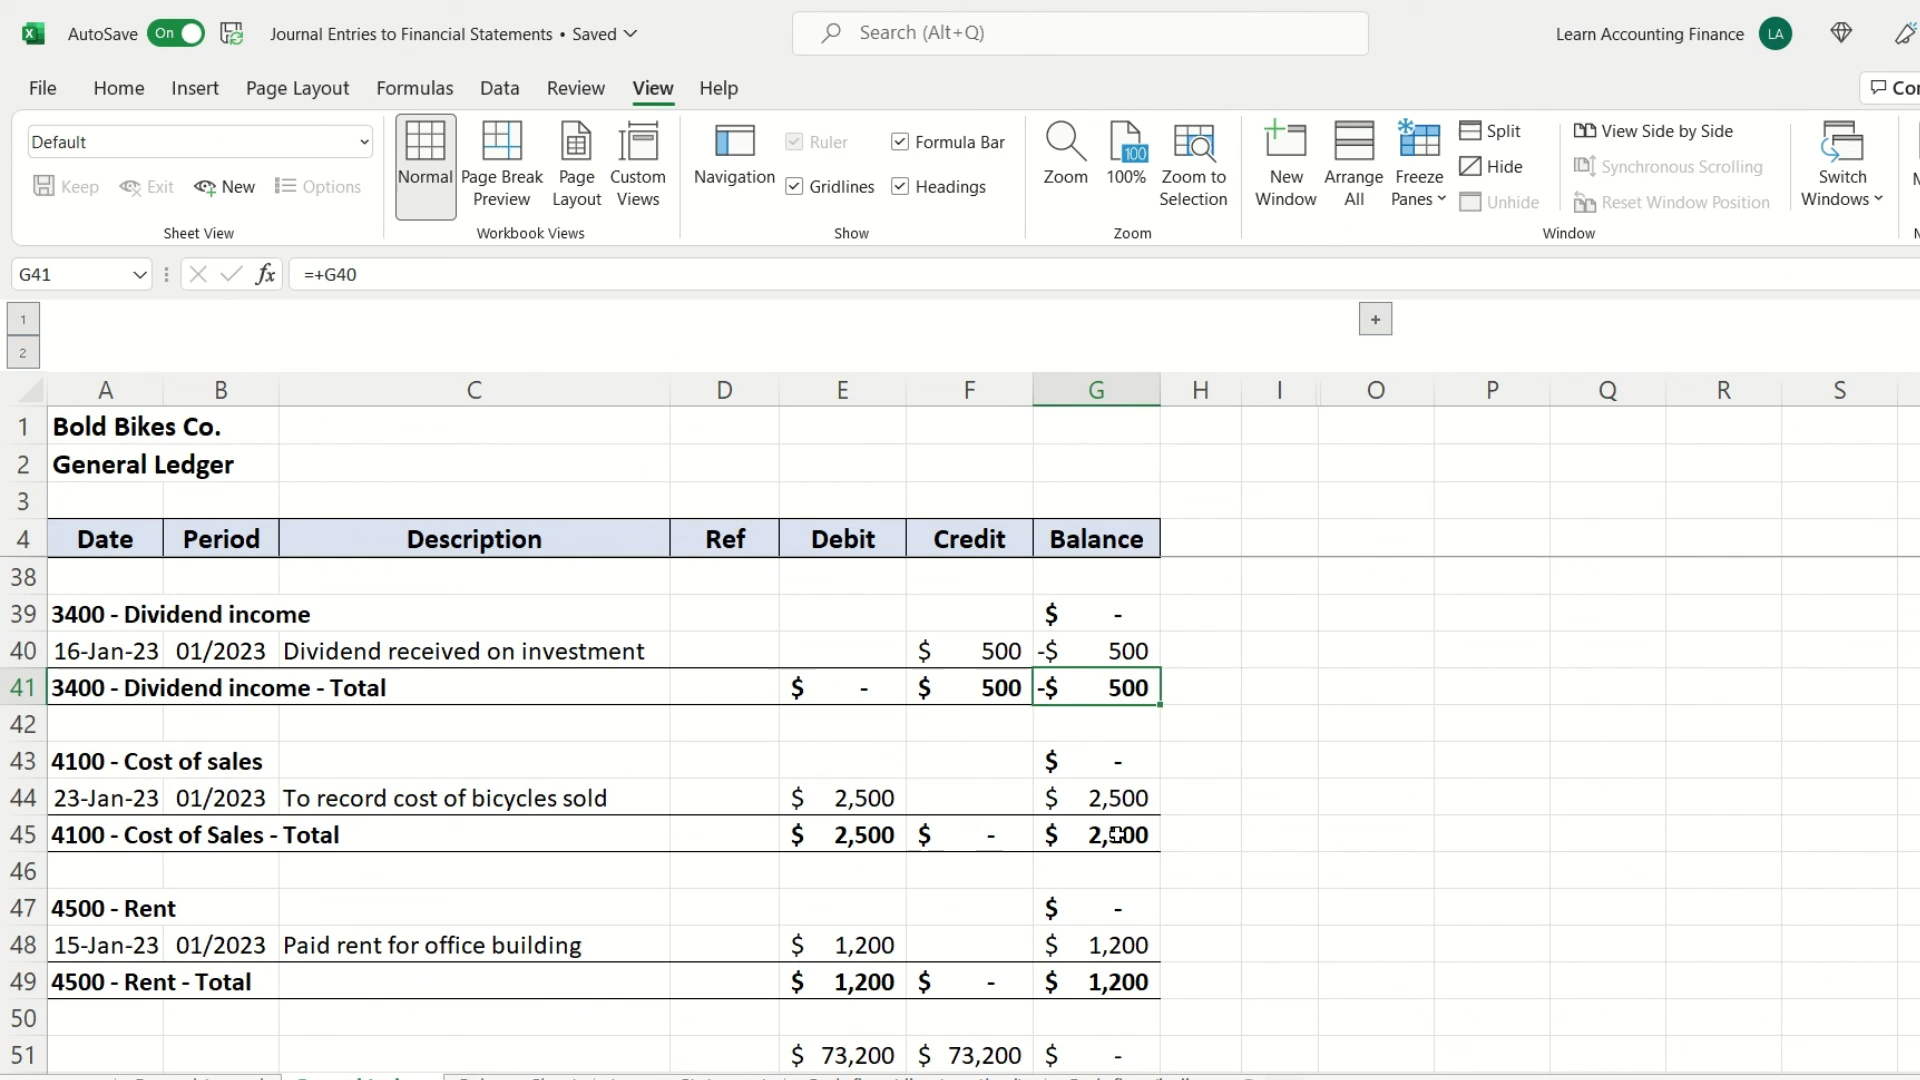 AutoSave On Journal Entries to Financial Statements • Saved Search (Alt+Q) Learn Accounting Finance LA
File Home Insert Page Layout Formulas Data Review View Help
Default
Keep Exit New Options
Sheet View
Normal Page Break Preview Page Layout Custom Views
Workbook Views
Navigation Ruler Formula Bar
Gridlines Headings
Show
Zoom 100 100% Zoom to Selection
Zoom
New Window Arrange All Freeze Panes Split Hide Unhide
View Side by Side
Synchronous Scrolling
Reset Window Position
Switch Windows
Window
G41 fx =+G40
1
2
+
A B C D E F G H I O P Q R S
1 Bold Bikes Co.
2 General Ledger
3
4 Date Period Description Ref Debit Credit Balance
38
39 3400 - Dividend income $ -
40 16-Jan-23 01/2023 Dividend received on investment $ 500 -$ 500
41 3400 - Dividend income - Total $ - $ 500 -$ 500
42
43 4100 - Cost of sales $ -
44 23-Jan-23 01/2023 To record cost of bicycles sold $ 2,500 $ 2,500
45 4100 - Cost of Sales - Total $ 2,500 $ - $ 2,500
46
47 4500 - Rent $ -
48 15-Jan-23 01/2023 Paid rent for office building $ 1,200 $ 1,200
49 4500 - Rent - Total $ 1,200 $ - $ 1,200
50
51 $ 73,200 $ 73,200 $ -